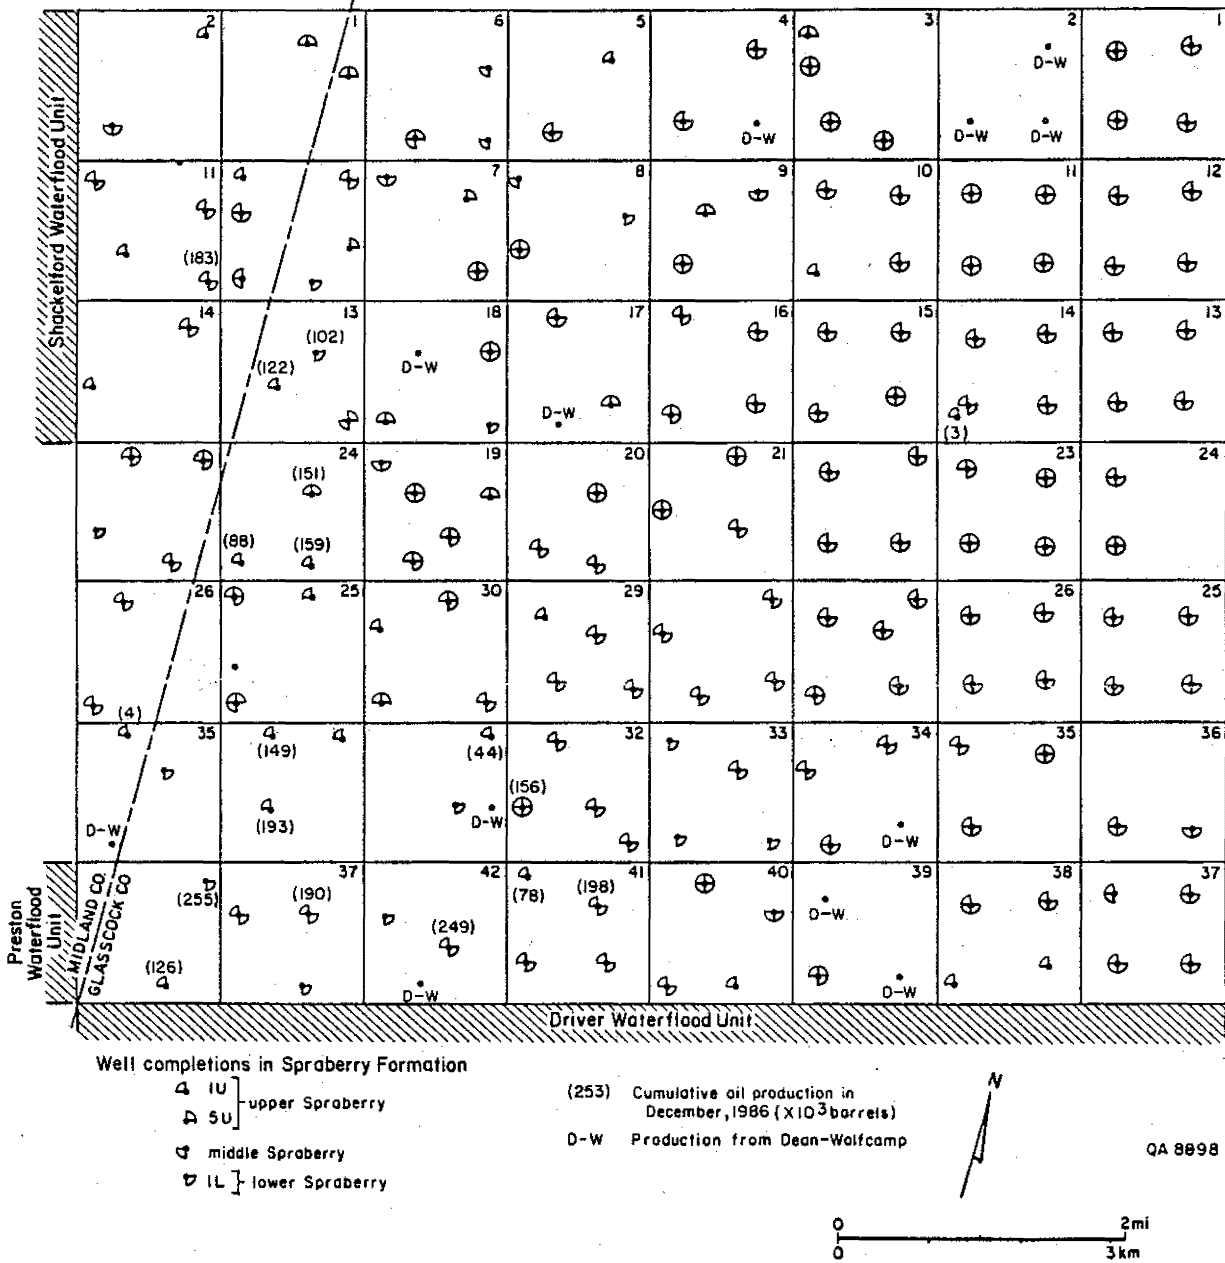 2 1 6 5 4 3 2 1
D-W
D-W D-W D-W
11 7 8 9 10 11 12
(183)
14 13 18 17 16 15 14 13
(102)
D-W
(122)
D-W
(3)
24 19 20 21 23 24
(151)
(88) (159)
26 25 30 29 26 25
(4)
35 32 33 34 35 36
(149) (44)
(156)
(193) D-W
D-W D-W
37 42 41 40 39 38 37
(255) (190) (78) (198)
D-W
(249)
(126)
D-W D-W
Shackelford Waterflood Unit
Preston
Waterflood
Unit
MIDLAND CO.
GLASSCOCK CO
Driver Waterflood Unit
Well completions in Spraberry Formation
1U
5U
upper Spraberry
middle Spraberry
1L lower Spraberry
(253) Cumulative oil production in
December, 1986 (X10³ barrels)
D-W Production from Dean-Wolfcamp
N
QA 8898
0 2mi
0 3km